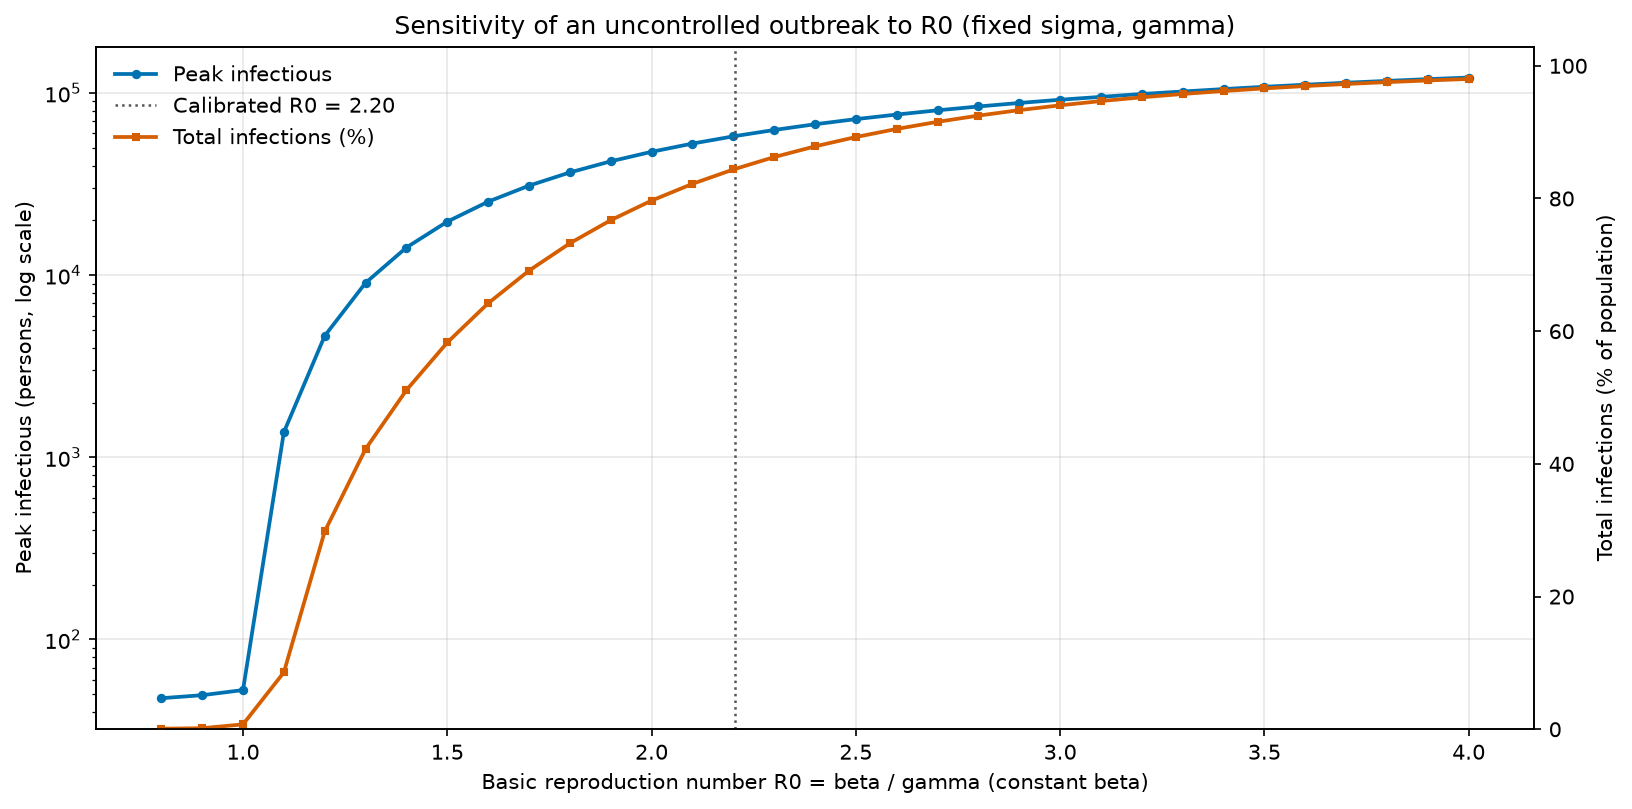 Sensitivity of an uncontrolled outbreak to R0 (fixed sigma, gamma)
Peak infectious
Calibrated R0 = 2.20
Total infections (%)
Peak infectious (persons, log scale)
10^5
10^4
10^3
10^2
Total infections (% of population)
100
80
60
40
20
0
1.0 1.5 2.0 2.5 3.0 3.5 4.0
Basic reproduction number R0 = beta / gamma (constant beta)